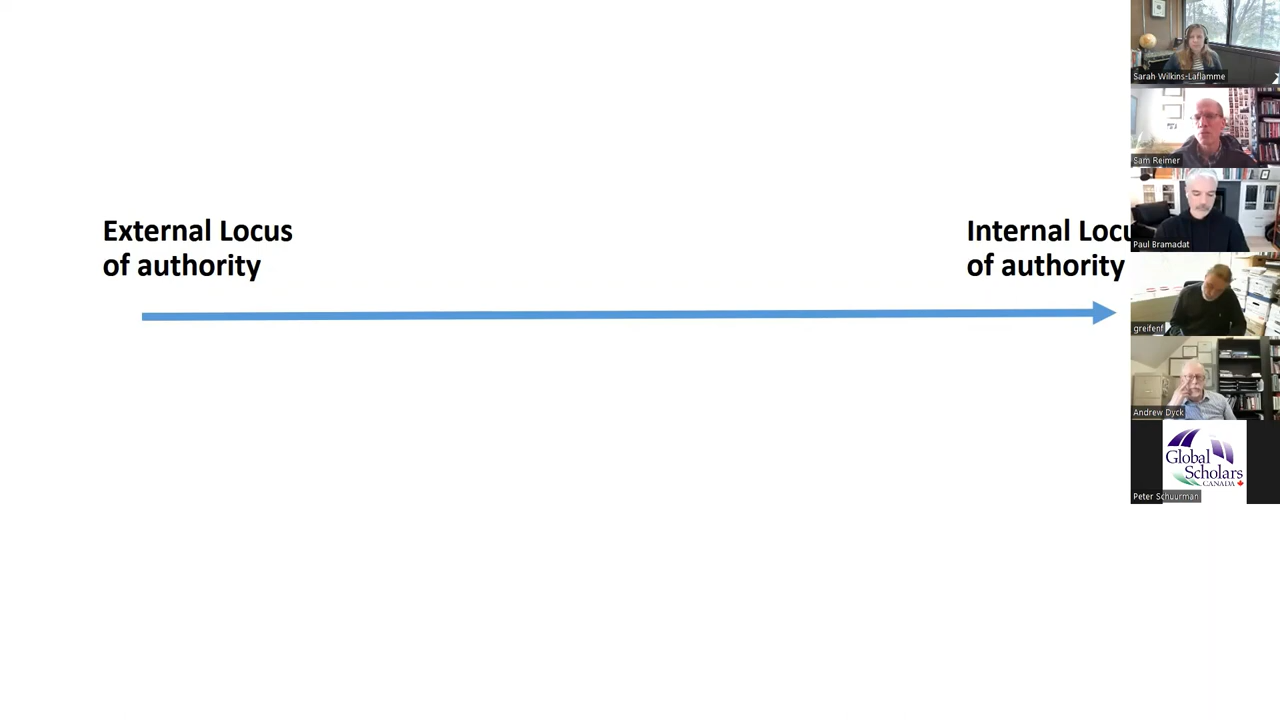 External Locus
of authority
Internal Locu
of authority
Sarah Wilkins-Laflamme
Sam Reimer
Paul Bramadat
greifenf
Andrew Dyck
Global
Scholars
CANADA
Peter Schuurman